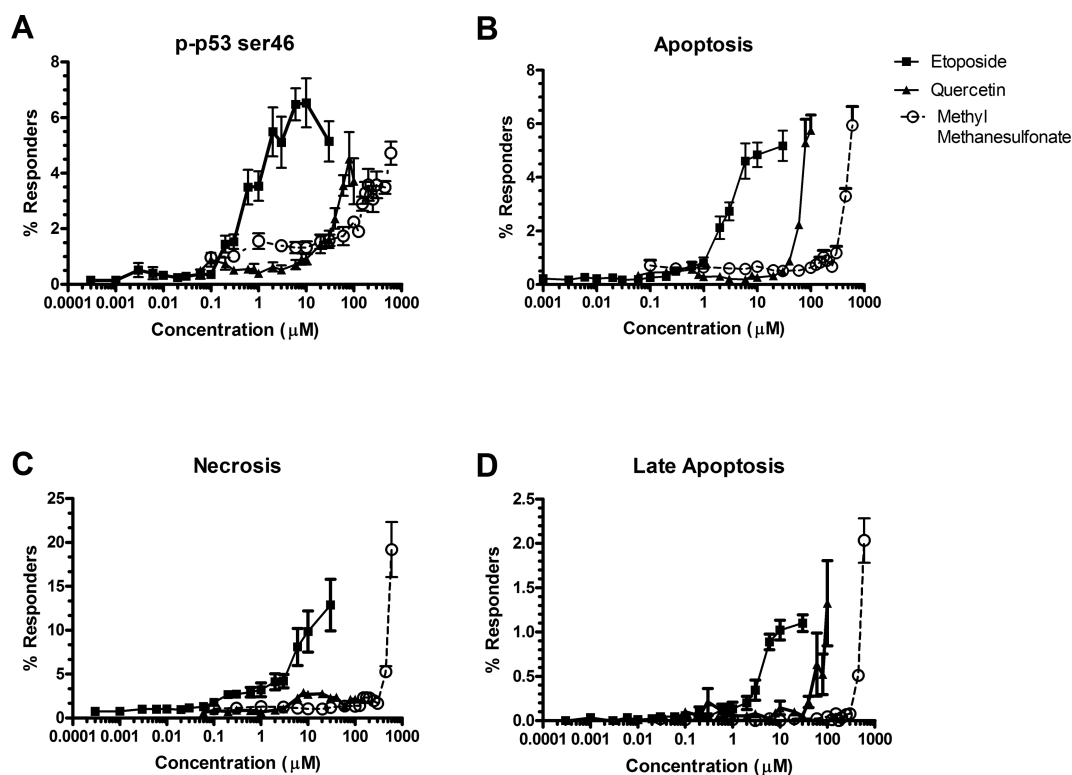 A
p-p53 ser46
% Responders
8
6
4
2
0
0.0001 0.001 0.01 0.1 1 10 100 1000
Concentration (μM)
B
Apoptosis
% Responders
8
6
4
2
0
0.001 0.01 0.1 1 10 100 1000
Concentration (μM)
Etoposide
Quercetin
Methyl
Methanesulfonate
C
Necrosis
% Responders
25
20
15
10
5
0
0.0001 0.001 0.01 0.1 1 10 100 1000
Concentration (μM)
D
Late Apoptosis
% Responders
2.5
2.0
1.5
1.0
0.5
0.0
0.0001 0.001 0.01 0.1 1 10 100 1000
Concentration (μM)